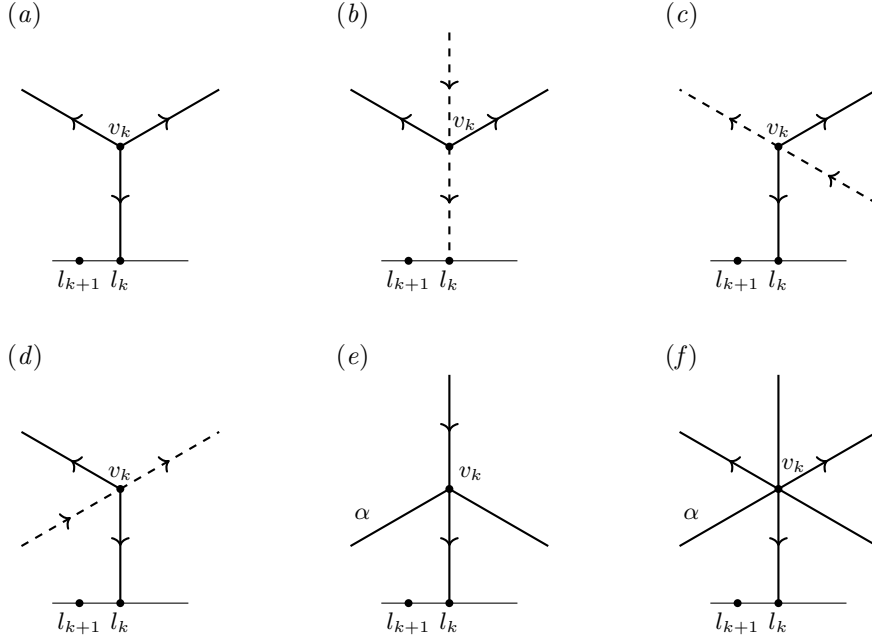 (a) (b) (c)
v_k v_k v_k
l_{k+1} l_k l_{k+1} l_k l_{k+1} l_k
(d) (e) (f)
v_k v_k v_k
α α
l_{k+1} l_k l_{k+1} l_k l_{k+1} l_k